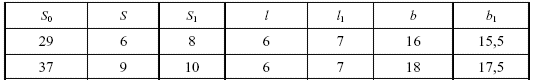 S₀ S S₁ l l₁ b b₁
29 6 8 6 7 16 15,5
37 9 10 6 7 18 17,5